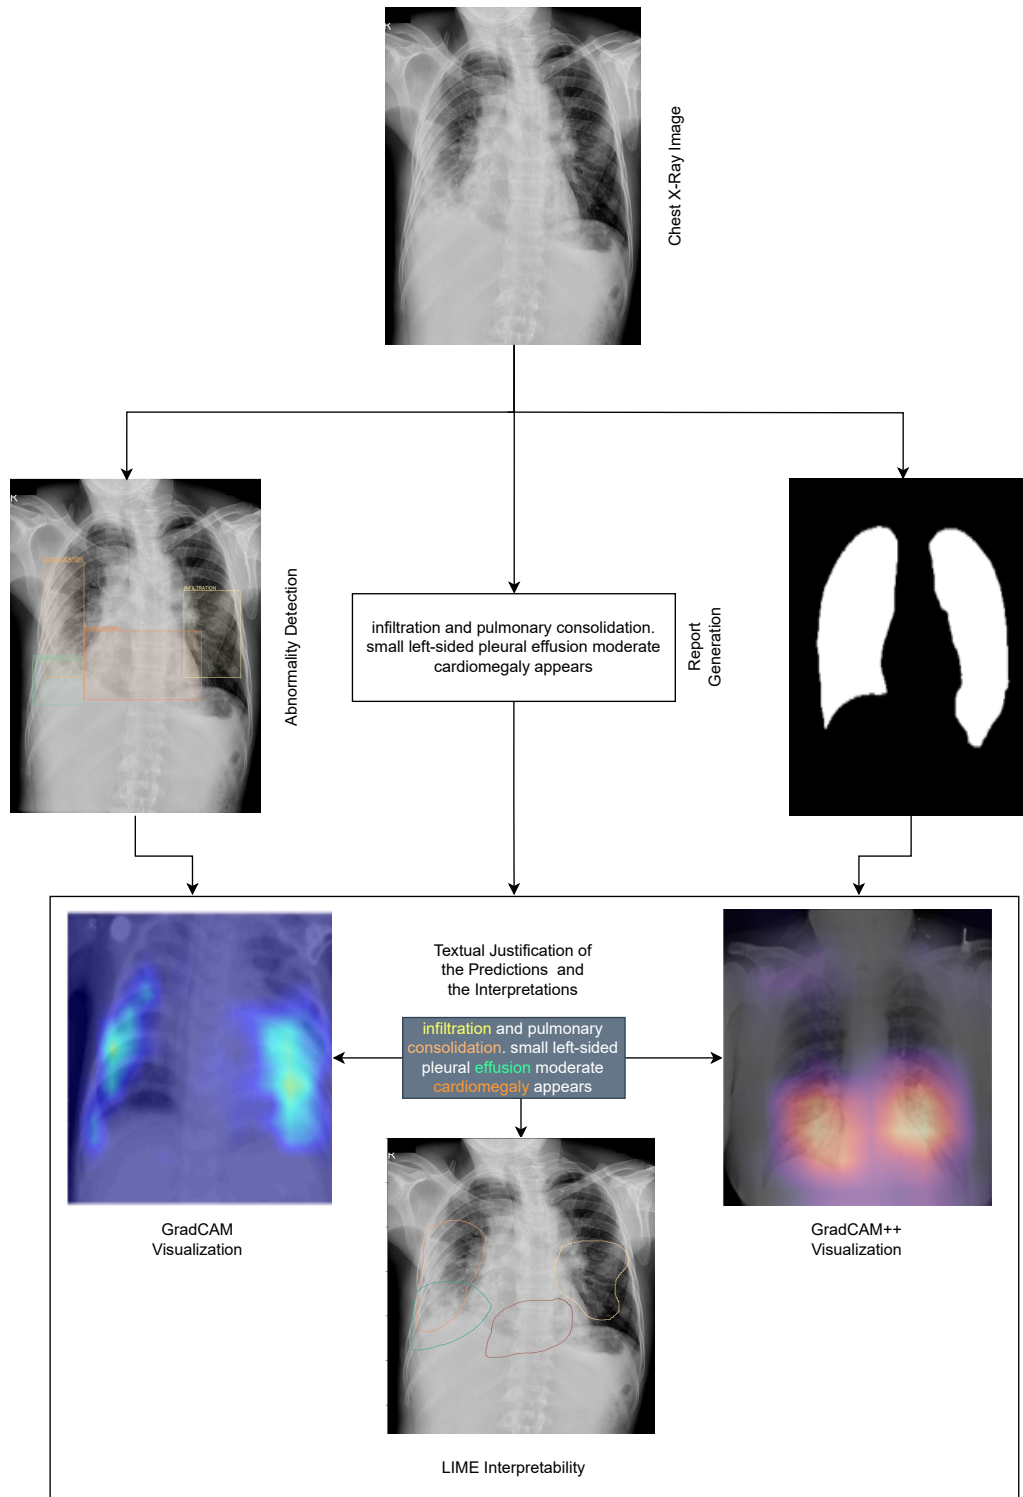 Chest X-Ray Image
R
INFILTRATION
Abnormality Detection
infiltration and pulmonary consolidation.
small left-sided pleural effusion moderate
cardiomegaly appears
Report
Generation
Textual Justification of
the Predictions and
the Interpretations
infiltration and pulmonary
consolidation. small left-sided
pleural effusion moderate
cardiomegaly appears
GradCAM
Visualization
GradCAM++
Visualization
R
LIME Interpretability